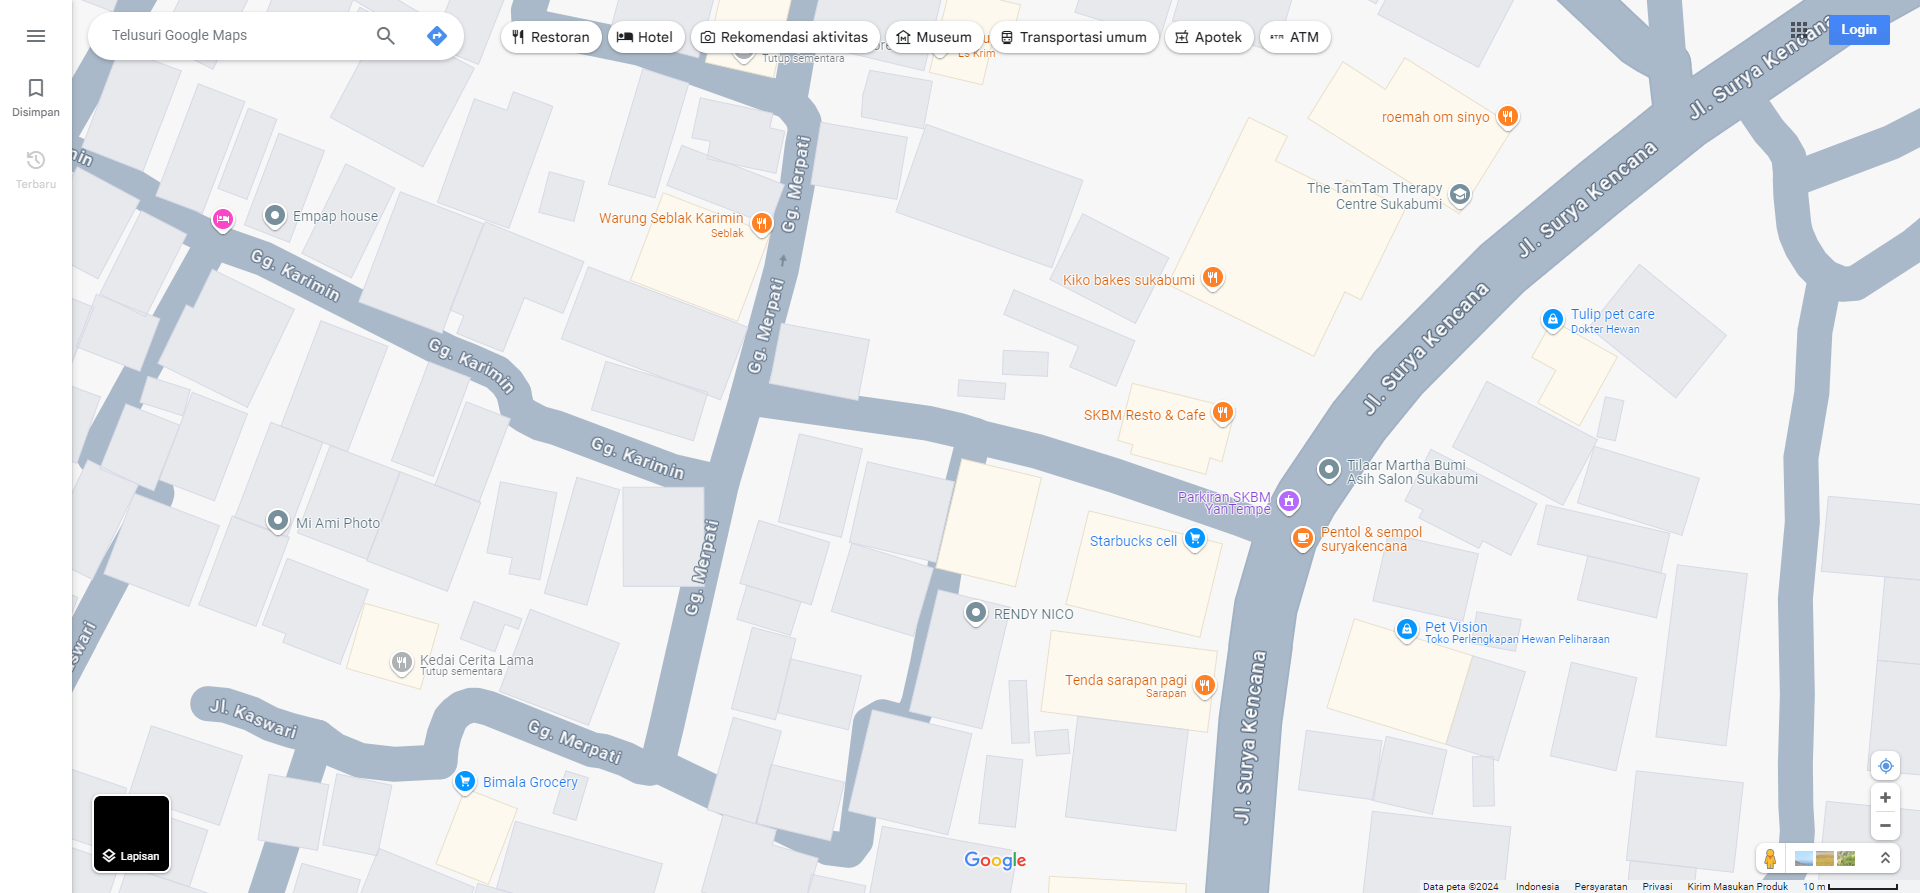 Telusuri Google Maps
Restoran
Hotel
Rekomendasi aktivitas
Museum
Transportasi umum
Apotek
ATM
Login
Disimpan
Terbaru
Tutup sementara
Es Krim
Jl. Surya Kencana
roemah om sinyo
Gg. Merpati
The TamTam Therapy
Centre Sukabumi
Jl. Surya Kencana
Empap house
Warung Seblak Karimin
Seblak
Gg. Karimin
Kiko bakes sukabumi
Gg. Merpati
Jl. Surya Kencana
Tulip pet care
Dokter Hewan
Gg. Karimin
SKBM Resto & Cafe
Gg. Karimin
Tilaar Martha Bumi
Asih Salon Sukabumi
Parkiran SKBM
YanTempe
Mi Ami Photo
Starbucks cell
Pentol & sempol
suryakencana
Gg. Merpati
RENDY NICO
Pet Vision
Toko Perlengkapan Hewan Peliharaan
Kedai Cerita Lama
Tutup sementara
Tenda sarapan pagi
Sarapan
Jl. Surya Kencana
Jl. Kaswari
Gg. Merpati
Bimala Grocery
Lapisan
Google
Data peta ©2024
Indonesia
Persyaratan
Privasi
Kirim Masukan Produk
10 m